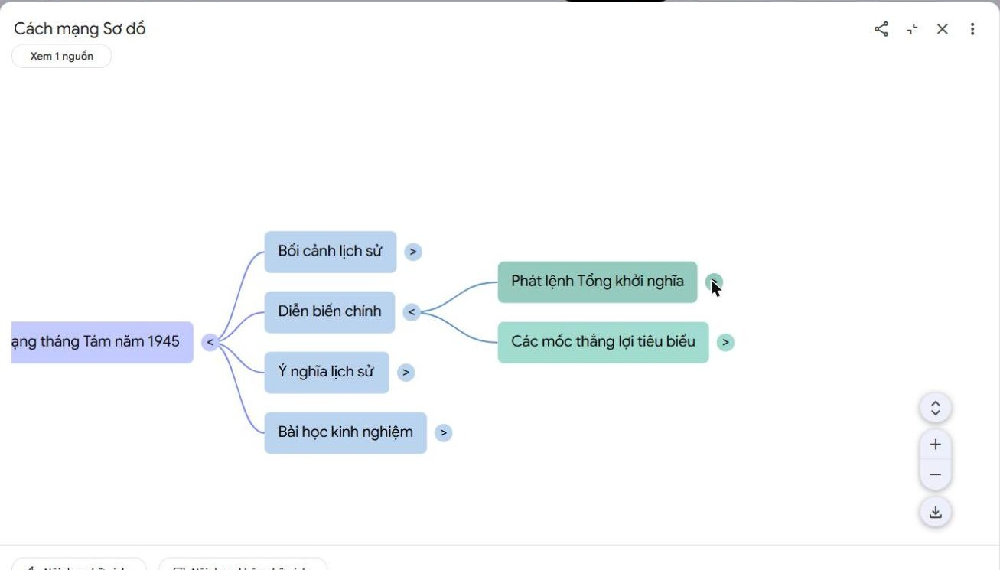 Cách mạng Sơ đồ
Xem 1 nguồn
Bối cảnh lịch sử >
Phát lệnh Tổng khởi nghĩa
Diễn biến chính <
ạng tháng Tám năm 1945 <
Các mốc thắng lợi tiêu biểu >
Ý nghĩa lịch sử >
Bài học kinh nghiệm >